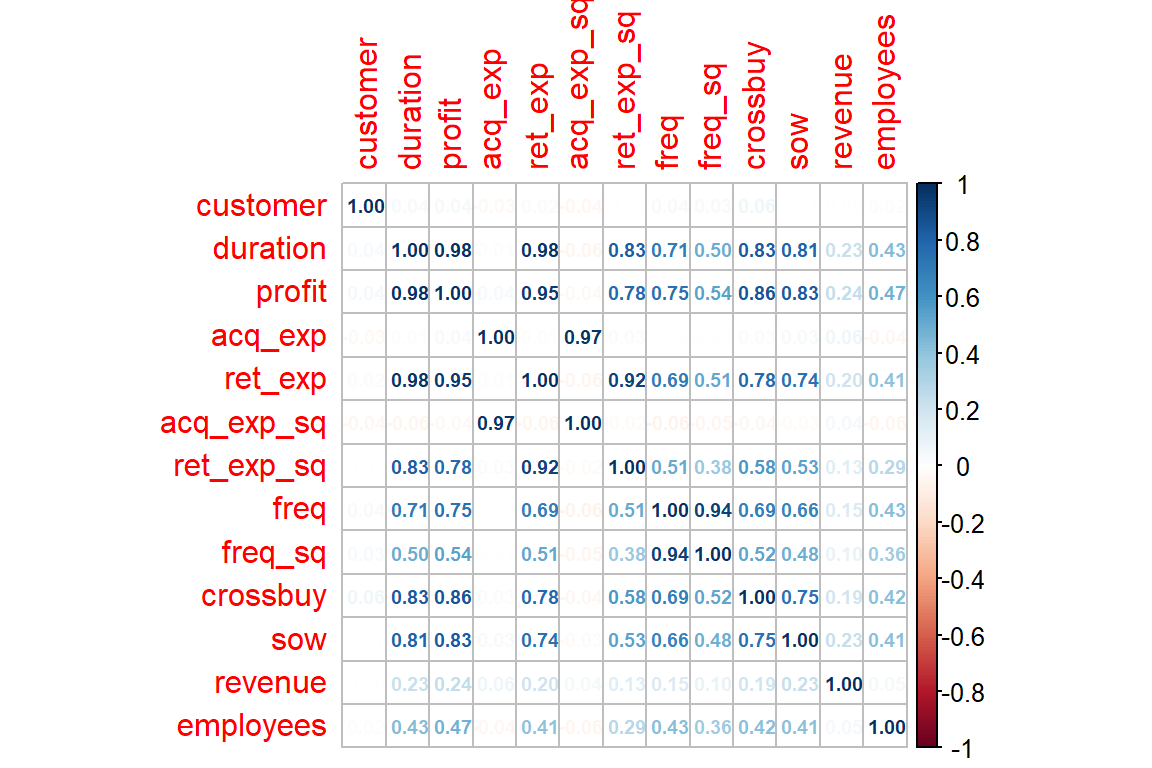 customer duration profit acq_exp ret_exp acq_exp_sq ret_exp_sq freq freq_sq crossbuy sow revenue employees
customer 1.00 0.04 0.04 -0.03 0.02 -0.04 0.04 0.03 0.06
duration 0.04 1.00 0.98 0.01 0.98 -0.06 0.83 0.71 0.50 0.83 0.81 0.23 0.43
profit 0.04 0.98 1.00 0.04 0.95 -0.04 0.78 0.75 0.54 0.86 0.83 0.24 0.47
acq_exp -0.03 0.01 0.04 1.00 0.01 0.97 0.03 0.03 0.03 0.06 -0.04
ret_exp 0.02 0.98 0.95 0.01 1.00 -0.06 0.92 0.69 0.51 0.78 0.74 0.20 0.41
acq_exp_sq -0.04 -0.06 -0.04 0.97 -0.06 1.00 -0.02 -0.06 -0.05 -0.04 -0.03 0.04 -0.06
ret_exp_sq 0.83 0.78 0.03 0.92 -0.02 1.00 0.51 0.38 0.58 0.53 0.13 0.29
freq 0.04 0.71 0.75 0.69 -0.06 0.51 1.00 0.94 0.69 0.66 0.15 0.43
freq_sq 0.03 0.50 0.54 0.51 -0.05 0.38 0.94 1.00 0.52 0.48 0.10 0.36
crossbuy 0.06 0.83 0.86 0.03 0.78 -0.04 0.58 0.69 0.52 1.00 0.75 0.19 0.42
sow 0.81 0.83 0.03 0.74 -0.03 0.53 0.66 0.48 0.75 1.00 0.23 0.41
revenue 0.23 0.24 0.06 0.20 0.04 0.13 0.15 0.10 0.19 0.23 1.00 0.05
employees 0.43 0.47 -0.04 0.41 -0.06 0.29 0.43 0.36 0.42 0.41 0.05 1.00
1
0.8
0.6
0.4
0.2
0
-0.2
-0.4
-0.6
-0.8
-1